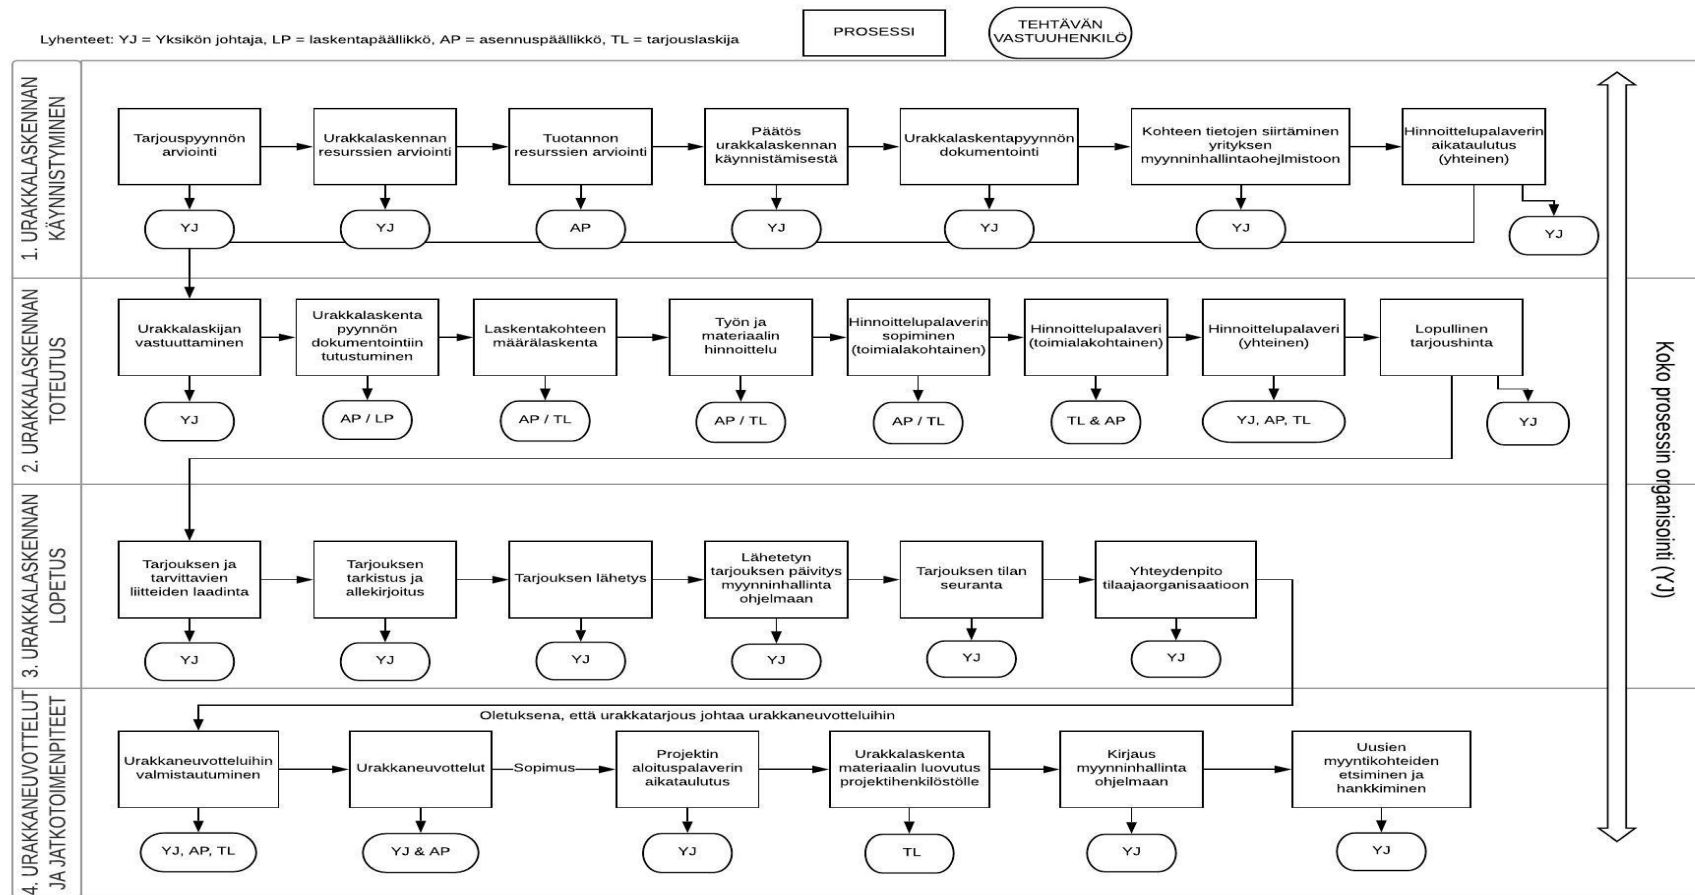 Lyhenteet: YJ = Yksikön johtaja, LP = laskentapäällikkö, AP = asennuspäällikkö, TL = tarjouslaskija
PROSESSI
TEHTÄVÄN
VASTUUHENKILÖ
1. URAKKALASKENNAN
KÄYNNISTYMINEN
Tarjouspyynnön
arviointi
Urakkalaskennan
resurssien arviointi
Tuotannon
resurssien arviointi
Päätös
urakkalaskennan
käynnistämisestä
Urakkalaskentapyynnön
dokumentointi
Kohteen tietojen siirtäminen
yrityksen
myynninhallintaohejlmistoon
Hinnoittelupalaverin
aikataulutus
(yhteinen)
YJ
YJ
AP
YJ
YJ
YJ
YJ
2. URAKKALASKENNAN
TOTEUTUS
Urakkalaskijan
vastuuttaminen
Urakkalaskenta
pyynnön
dokumentointiin
tutustuminen
Laskentakohteen
määrälaskenta
Työn ja
materiaalin
hinnoittelu
Hinnoittelupalaverin
sopiminen
(toimialakohtainen)
Hinnoittelupalaveri
(toimialakohtainen)
Hinnoittelupalaveri
(yhteinen)
Lopullinen
tarjoushinta
YJ
AP / LP
AP / TL
AP / TL
AP / TL
TL & AP
YJ, AP, TL
YJ
3. URAKKALASKENNAN
LOPETUS
Tarjouksen ja
tarvittavien
liitteiden laadinta
Tarjouksen
tarkistus ja
allekirjoitus
Tarjouksen lähetys
Lähetetyn
tarjouksen päivitys
myynninhallinta
ohjelmaan
Tarjouksen tilan
seuranta
Yhteydenpito
tilaajaorganisaatioon
YJ
YJ
YJ
YJ
YJ
YJ
4. URAKKANEUVOTTELUT
JA JATKOTOIMENPITEET
Oletuksena, että urakkatarjous johtaa urakkaneuvotteluihin
Urakkaneuvotteluihin
valmistautuminen
Urakkaneuvottelut
Sopimus
Projektin
aloituspalaverin
aikataulutus
Urakkalaskenta
materiaalin luovutus
projektihenkilöstölle
Kirjaus
myynninhallinta
ohjelmaan
Uusien
myyntikohteiden
etsiminen ja
hankkiminen
YJ, AP, TL
YJ & AP
YJ
TL
YJ
YJ
Koko prosessin organisointi (YJ)